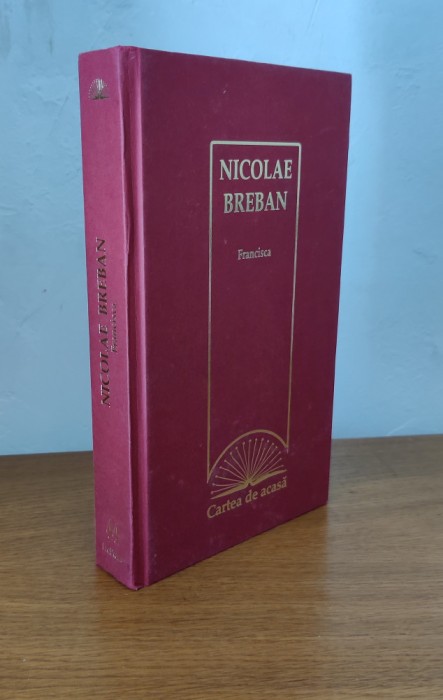 NICOLAE
BREBAN
Francisca
Cartea de acasă
NICOLAE BREBAN
Francisca